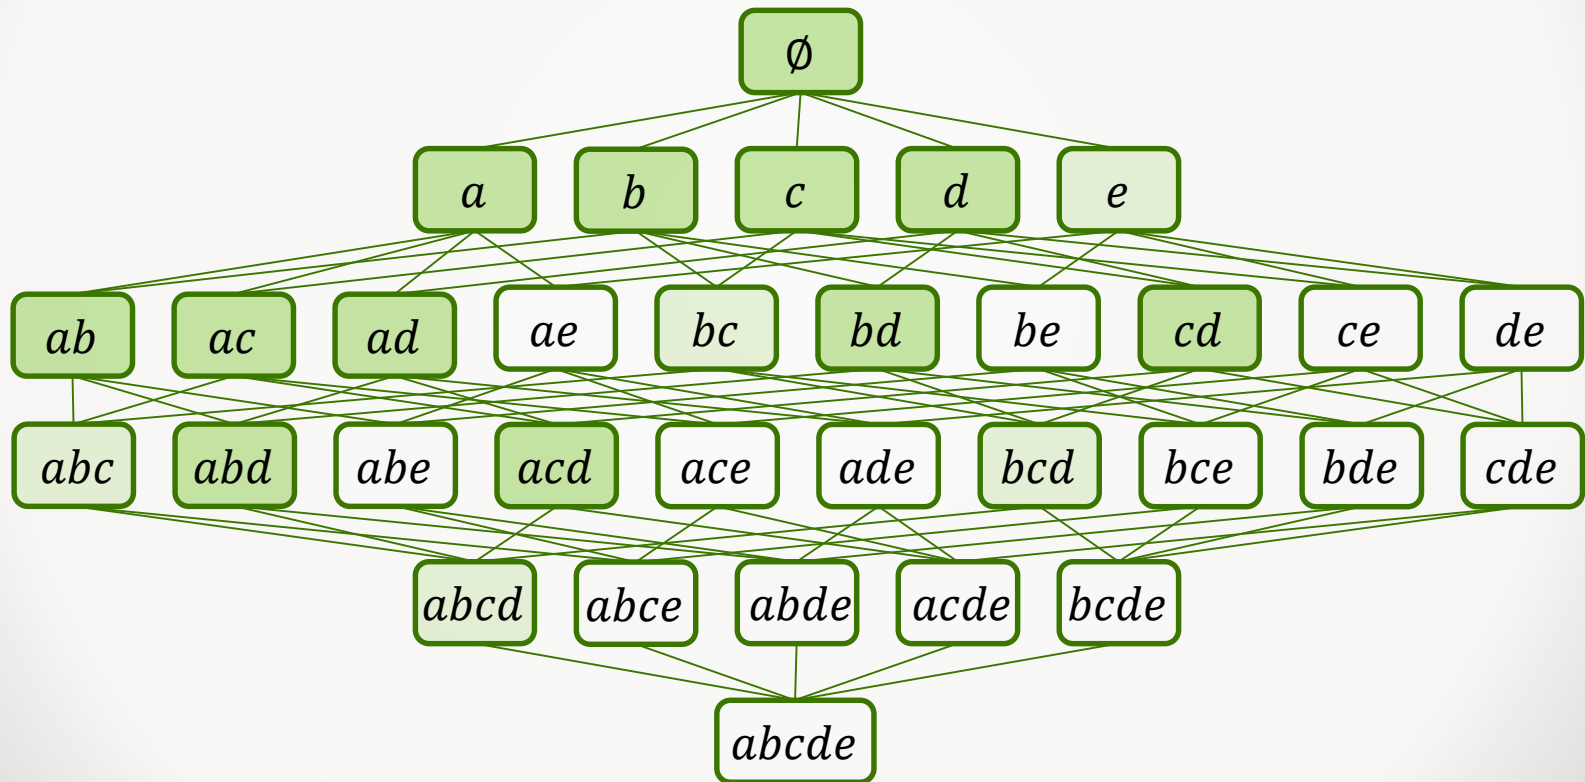 ∅
a b c d e
ab ac ad ae bc bd be cd ce de
abc abd abe acd ace ade bcd bce bde cde
abcd abce abde acde bcde
abcde